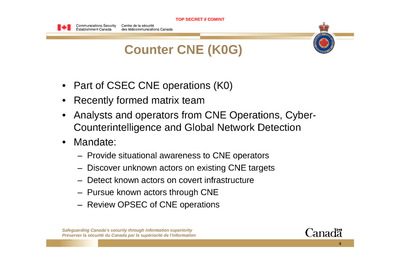 TOP SECRET // COMINT
Communications Security Centre de la sécurité
Establishment Canada des télécommunications Canada
Counter CNE (K0G)
• Part of CSEC CNE operations (K0)
• Recently formed matrix team
• Analysts and operators from CNE Operations, Cyber-
Counterintelligence and Global Network Detection
• Mandate:
– Provide situational awareness to CNE operators
– Discover unknown actors on existing CNE targets
– Detect known actors on covert infrastructure
– Pursue known actors through CNE
– Review OPSEC of CNE operations
Safeguarding Canada's security through information superiority
Préserver la sécurité du Canada par la supériorité de l'information
Canada
4